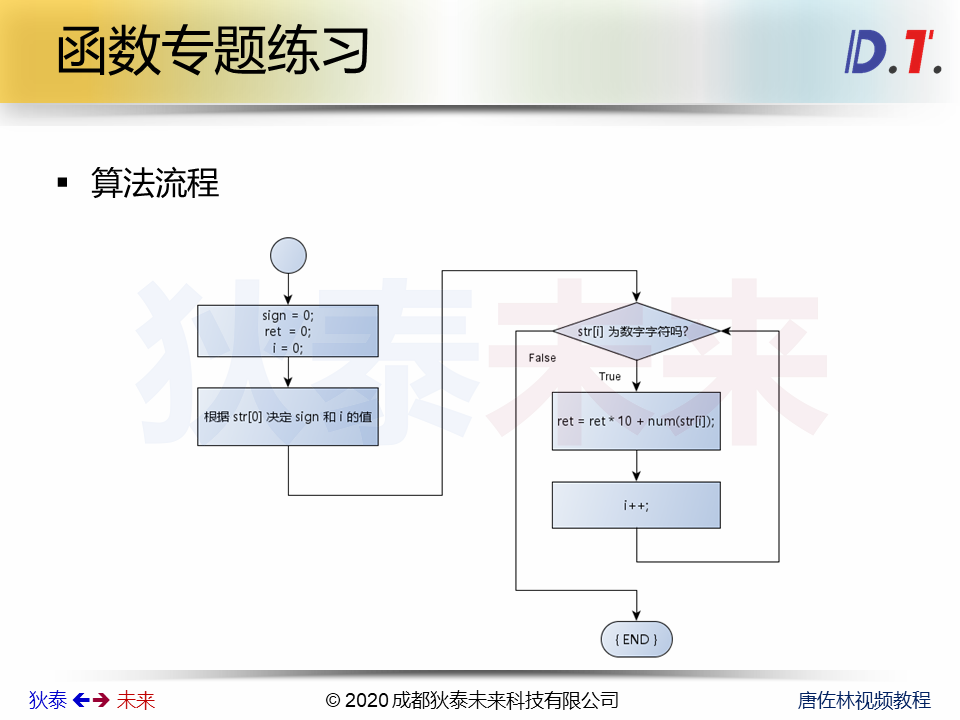 函数专题练习
D.T.
▪ 算法流程
狄泰未来
sign = 0;
ret = 0;
i = 0;
根据 str[0] 决定 sign 和 i 的值
str[i] 为数字字符吗?
False
True
ret = ret * 10 + num(str[i]);
i++;
{ END }
狄泰 未来
© 2020 成都狄泰未来科技有限公司
唐佐林视频教程